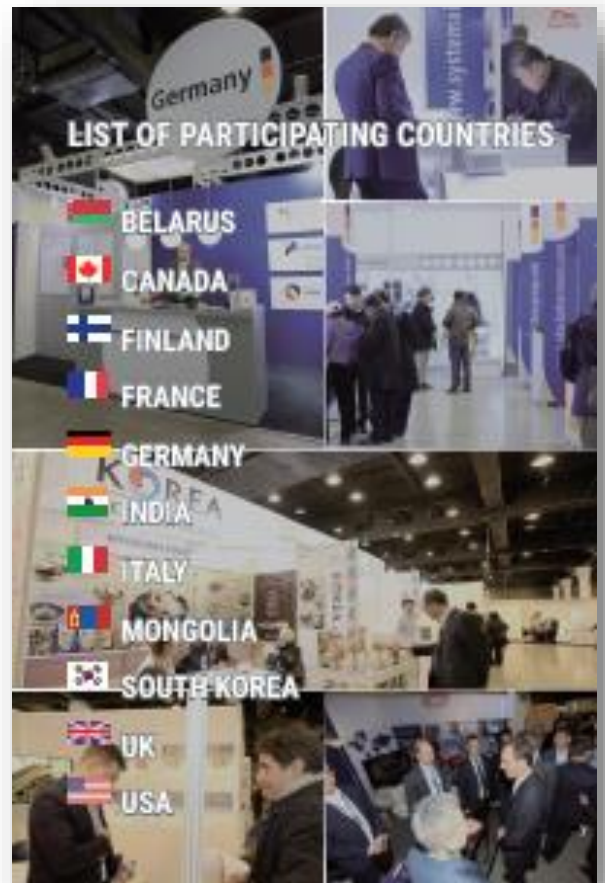 Germany
LIST OF PARTICIPATING COUNTRIES
BELARUS
CANADA
FINLAND
FRANCE
GERMANY
KOREA
INDIA
ITALY
MONGOLIA
SOUTH KOREA
UK
USA